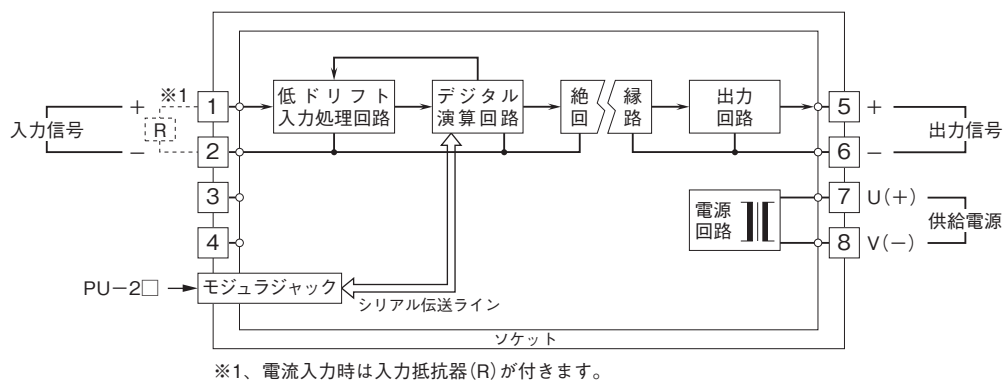 ※1
+
入力信号
R
−
1
2
3
4
低ドリフト
入力処理回路
デジタル
演算回路
絶 縁
回 路
出力
回路
5 +
出力信号
6 −
電源
回路
7 U(+)
供給電源
8 V(−)
PU−2□
モジュラジャック
シリアル伝送ライン
ソケット
※1、電流入力時は入力抵抗器(R)が付きます。